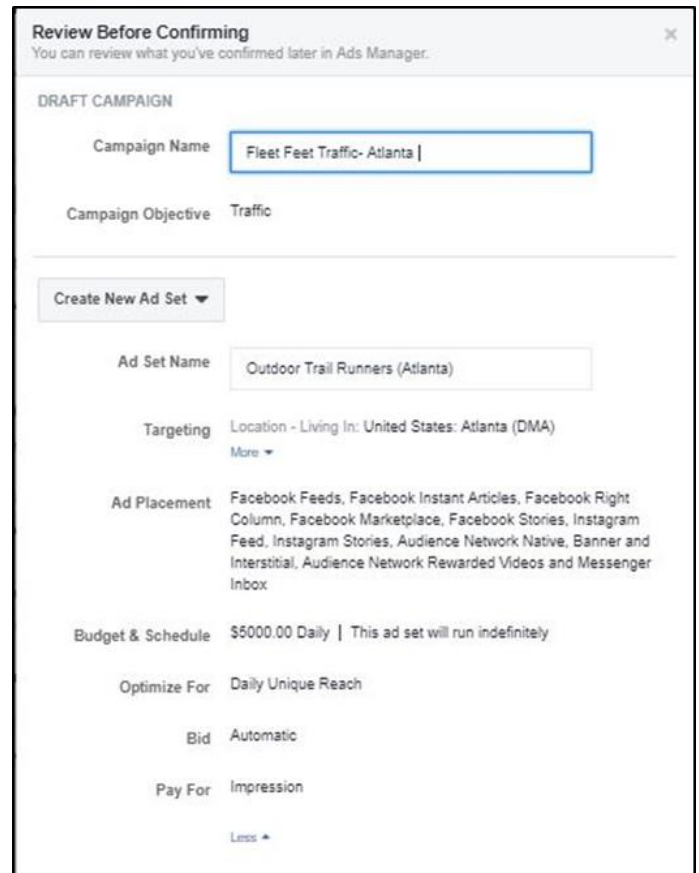 Review Before Confirming
You can review what you've confirmed later in Ads Manager.
DRAFT CAMPAIGN
Campaign Name Fleet Feet Traffic- Atlanta
Campaign Objective Traffic
Create New Ad Set
Ad Set Name Outdoor Trail Runners (Atlanta)
Targeting Location - Living In: United States: Atlanta (DMA)
More
Ad Placement Facebook Feeds, Facebook Instant Articles, Facebook Right
Column, Facebook Marketplace, Facebook Stories, Instagram
Feed, Instagram Stories, Audience Network Native, Banner and
Interstitial, Audience Network Rewarded Videos and Messenger
Inbox
Budget & Schedule $5000.00 Daily | This ad set will run indefinitely
Optimize For Daily Unique Reach
Bid Automatic
Pay For Impression
Less